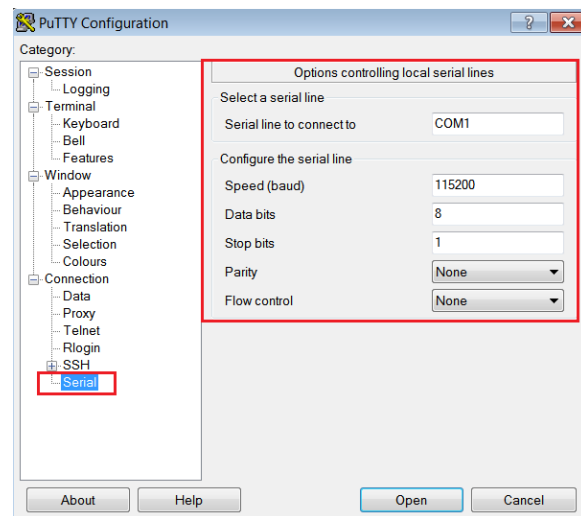 PuTTY Configuration
Category:
Session
Logging
Terminal
Keyboard
Bell
Features
Window
Appearance
Behaviour
Translation
Selection
Colours
Connection
Data
Proxy
Telnet
Rlogin
SSH
Serial
Options controlling local serial lines
Select a serial line
Serial line to connect to COM1
Configure the serial line
Speed (baud) 115200
Data bits 8
Stop bits 1
Parity None
Flow control None
About Help Open Cancel